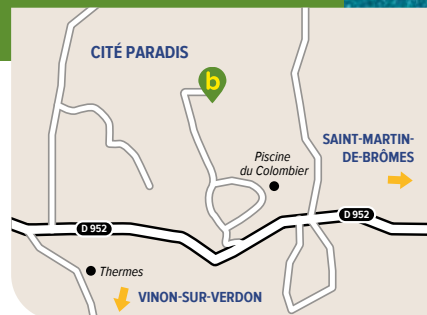 CITÉ PARADIS
b
Piscine
du Colombier
SAINT-MARTIN-
DE-BRÔMES
D 952
D 952
Thermes
VINON-SUR-VERDON